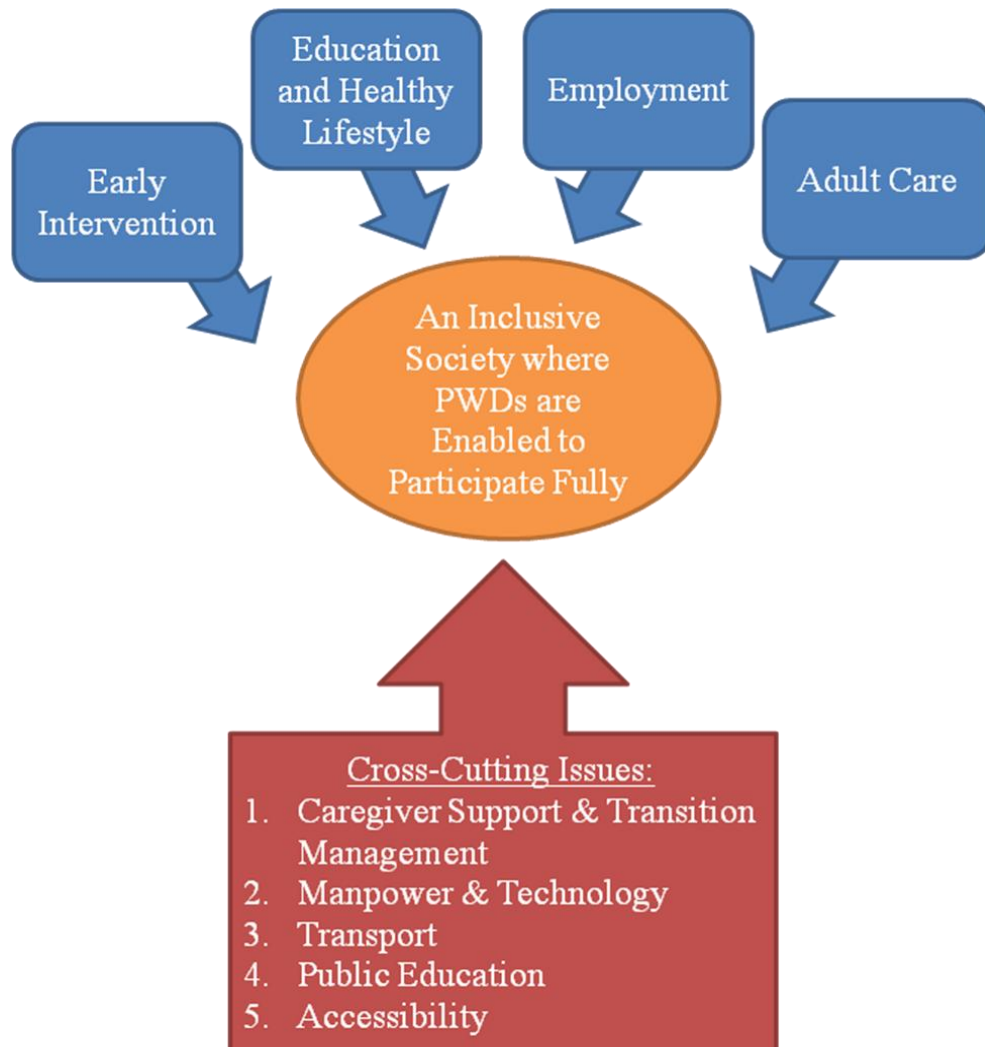 Early
Intervention
Education
and Healthy
Lifestyle
Employment
Adult Care
An Inclusive
Society where
PWDs are
Enabled to
Participate Fully
Cross-Cutting Issues:
1. Caregiver Support & Transition
Management
2. Manpower & Technology
3. Transport
4. Public Education
5. Accessibility